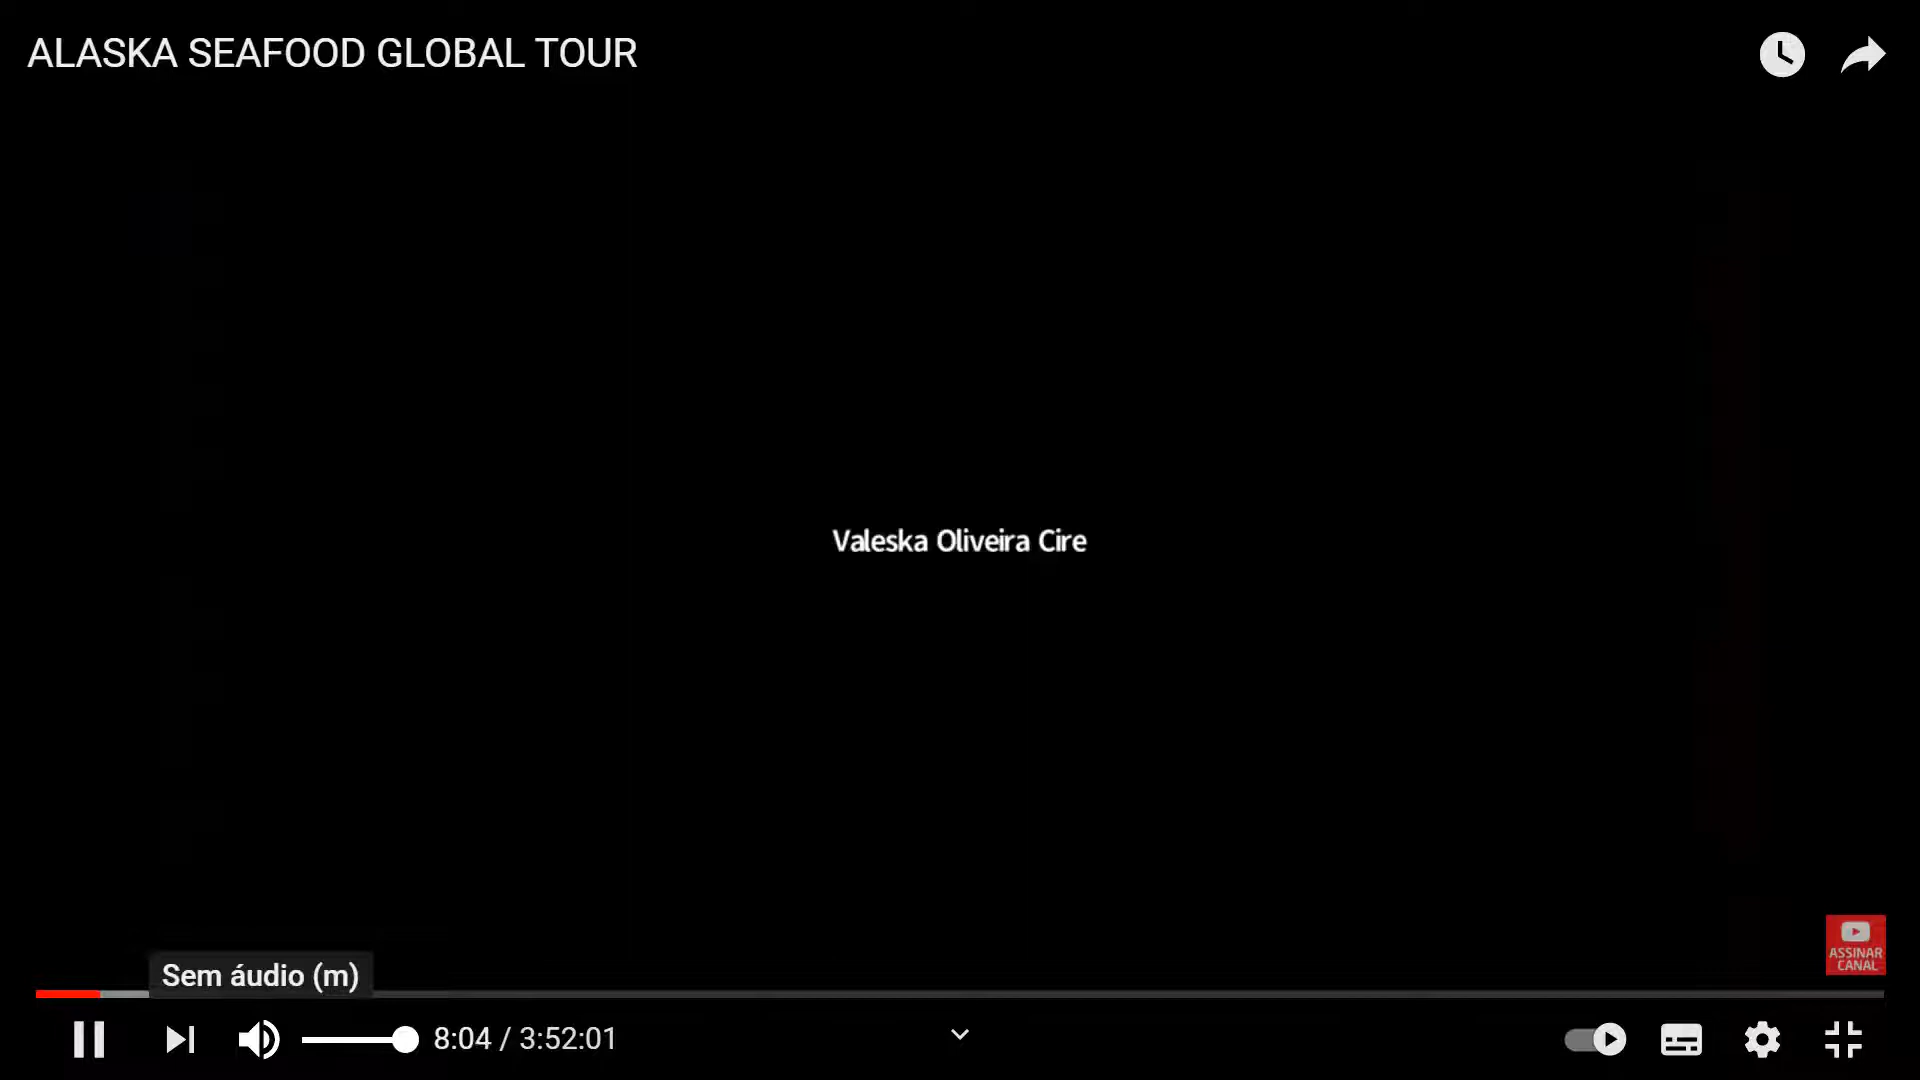 ALASKA SEAFOOD GLOBAL TOUR
Valeska Oliveira Cire
ASSINAR
CANAL
Sem áudio (m)
8:04 / 3:52:01